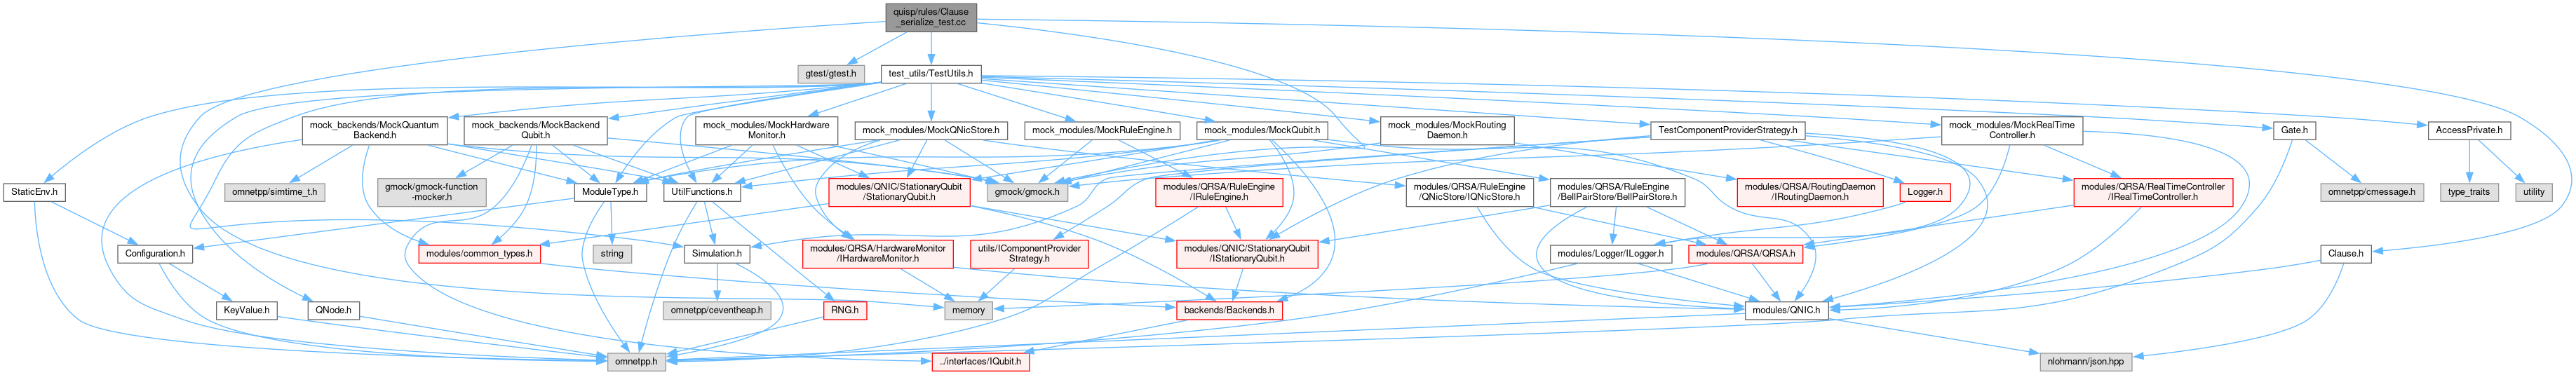 quisp/rules/Clause
_serialize_test.cc
gtest/gtest.h
test_utils/TestUtils.h
mock_backends/MockQuantum
Backend.h
mock_backends/MockBackend
Qubit.h
mock_modules/MockHardware
Monitor.h
mock_modules/MockQNicStore.h
mock_modules/MockRuleEngine.h
mock_modules/MockQubit.h
mock_modules/MockRouting
Daemon.h
TestComponentProviderStrategy.h
mock_modules/MockRealTime
Controller.h
Gate.h
AccessPrivate.h
StaticEnv.h
omnetpp/simtime_t.h
gmock/gmock-function
-mocker.h
ModuleType.h
UtilFunctions.h
modules/QNIC/StationaryQubit
/StationaryQubit.h
gmock/gmock.h
modules/QRSA/RuleEngine
/IRuleEngine.h
modules/QRSA/RuleEngine
/QNicStore/IQNicStore.h
modules/QRSA/RuleEngine
/BellPairStore/BellPairStore.h
modules/QRSA/RoutingDaemon
/IRoutingDaemon.h
Logger.h
modules/QRSA/RealTimeController
/IRealTimeController.h
omnetpp/cmessage.h
type_traits
utility
Configuration.h
modules/common_types.h
string
Simulation.h
modules/QRSA/HardwareMonitor
/IHardwareMonitor.h
utils/IComponentProvider
Strategy.h
modules/QNIC/StationaryQubit
/IStationaryQubit.h
modules/Logger/ILogger.h
modules/QRSA/QRSA.h
Clause.h
KeyValue.h
QNode.h
omnetpp/ceventheap.h
RNG.h
memory
backends/Backends.h
modules/QNIC.h
omnetpp.h
../interfaces/IQubit.h
nlohmann/json.hpp